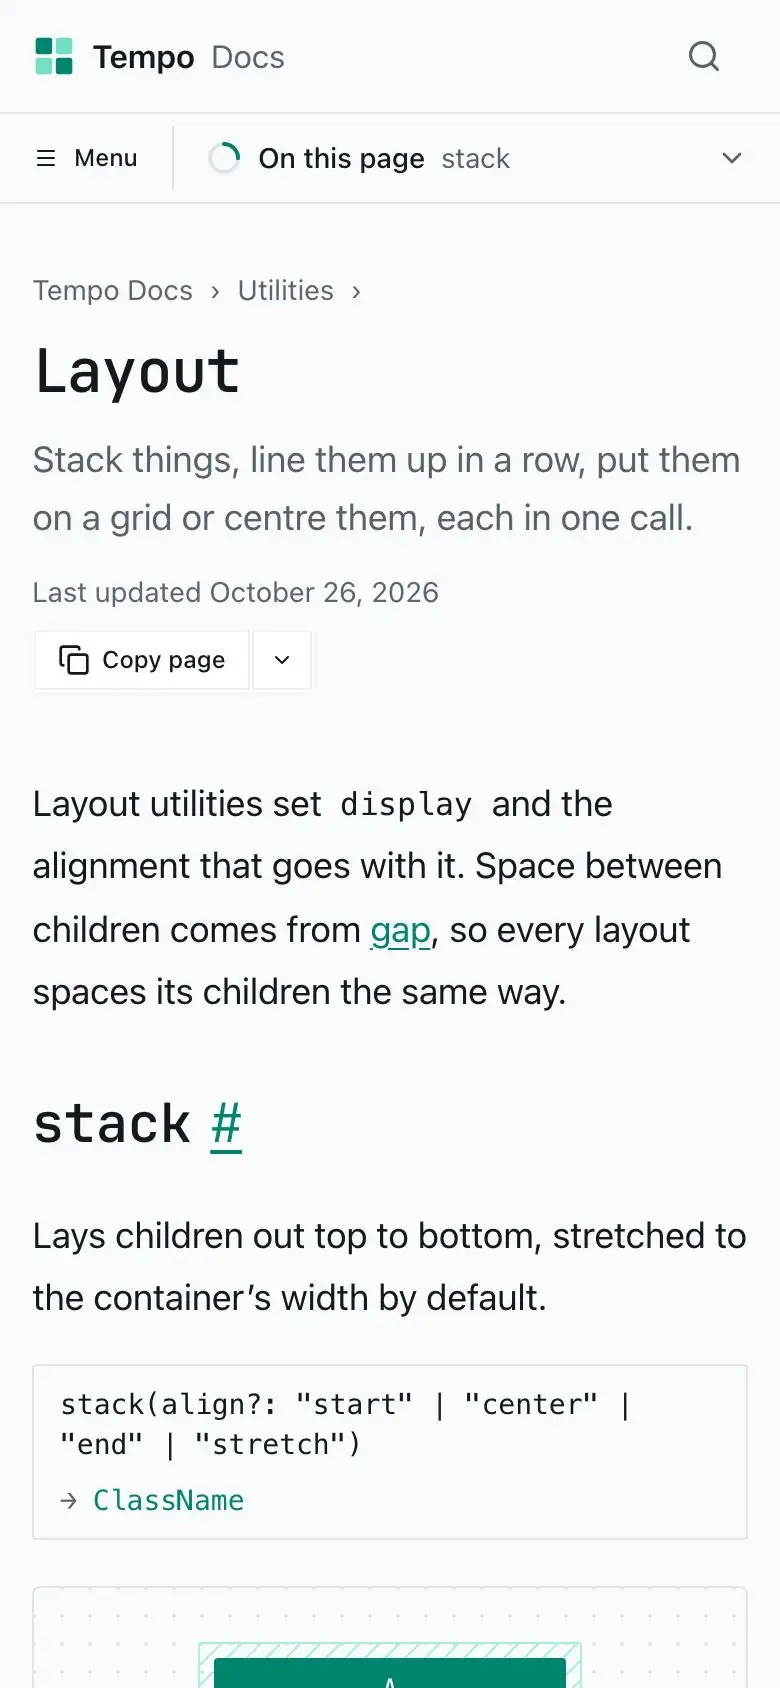 Tempo Docs
Menu
On this page stack
Tempo Docs › Utilities ›
Layout
Stack things, line them up in a row, put them
on a grid or centre them, each in one call.
Last updated October 26, 2026
Copy page
Layout utilities set display and the
alignment that goes with it. Space between
children comes from gap, so every layout
spaces its children the same way.
stack #
Lays children out top to bottom, stretched to
the container’s width by default.
stack(align?: "start" | "center" |
"end" | "stretch")
→ ClassName